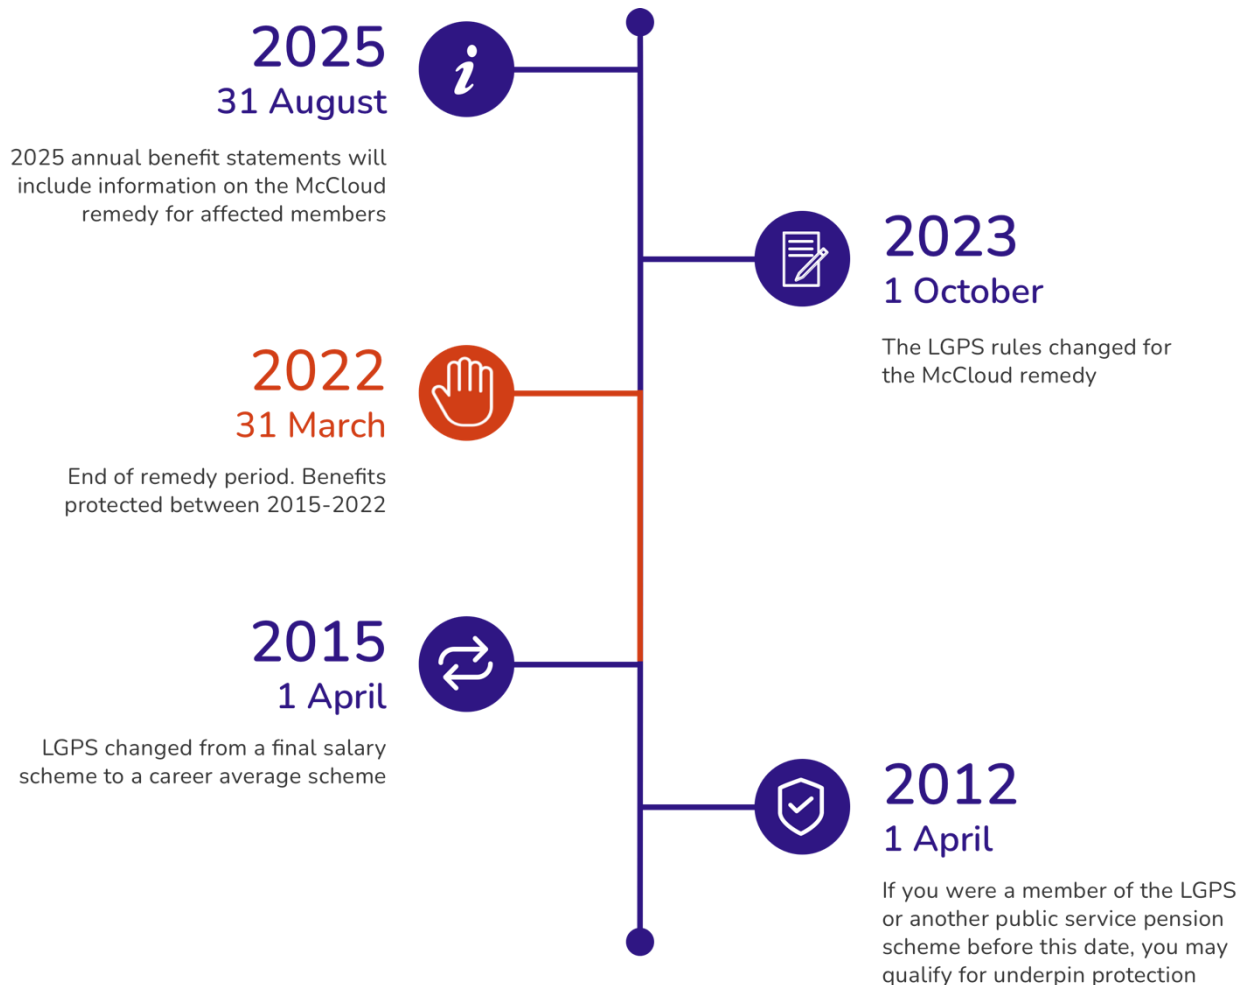 2025
31 August
2025 annual benefit statements will
include information on the McCloud
remedy for affected members
2023
1 October
The LGPS rules changed for
the McCloud remedy
2022
31 March
End of remedy period. Benefits
protected between 2015-2022
2015
1 April
LGPS changed from a final salary
scheme to a career average scheme
2012
1 April
If you were a member of the LGPS
or another public service pension
scheme before this date, you may
qualify for underpin protection